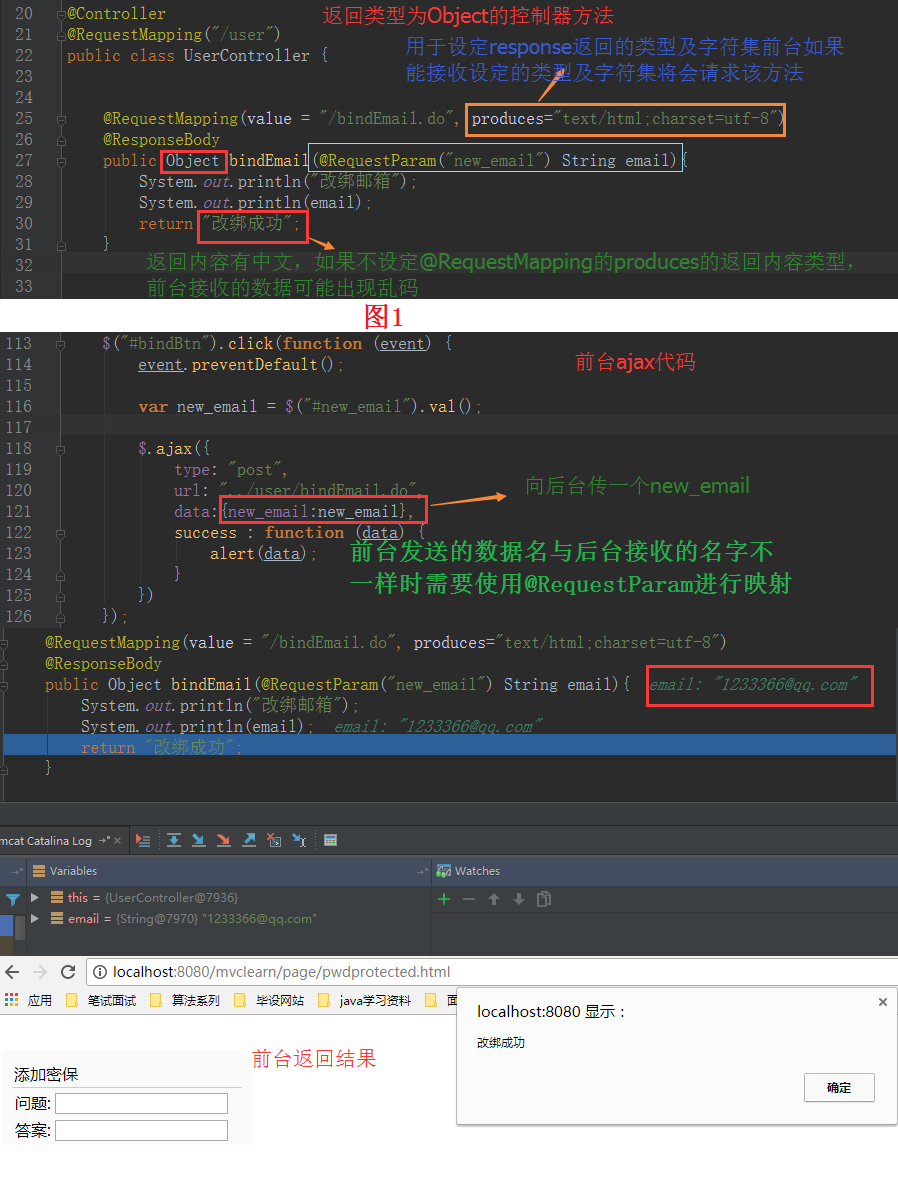 20 @Controller
返回类型为Object的控制器方法
21 @RequestMapping("/user")
22 public class UserController {
用于设定response返回的类型及字符集前台如果
能接收设定的类型及字符集将会请求该方法
23
24
25 @RequestMapping(value = "/bindEmail.do", produces="text/html;charset=utf-8")
26 @ResponseBody
27 public Object bindEmail(@RequestParam("new_email") String email){
28 System.out.println("改绑邮箱");
29 System.out.println(email);
30 return "改绑成功";
31 }
32 返回内容有中文，如果不设定@RequestMapping的produces的返回内容类型，
33 前台接收的数据可能出现乱码
图1
113 $("#bindBtn").click(function (event) {
114 event.preventDefault();
前台ajax代码
115
116 var new_email = $("#new_email").val();
117
118 $.ajax({
119 type: "post",
120 url: "../user/bindEmail.do",
向后台传一个new_email
121 data:{new_email:new_email},
122 success : function (data) {
123 alert(data);
前台发送的数据名与后台接收的名字不
124 }
一样时需要使用@RequestParam进行映射
125 })
126 });
@RequestMapping(value = "/bindEmail.do", produces="text/html;charset=utf-8")
@ResponseBody
public Object bindEmail(@RequestParam("new_email") String email){ email: "1233366@qq.com"
System.out.println("改绑邮箱");
System.out.println(email); email: "1233366@qq.com"
return "改绑成功";
}
mcat Catalina Log
Variables
Watches
this = {UserController@7936}
email = {String@7970} "1233366@qq.com"
localhost:8080/mvclearn/page/pwdprotected.html
应用 笔试面试 算法系列 毕设网站 java学习资料 面
localhost:8080 显示：
改绑成功
确定
前台返回结果
添加密保
问题:
答案: